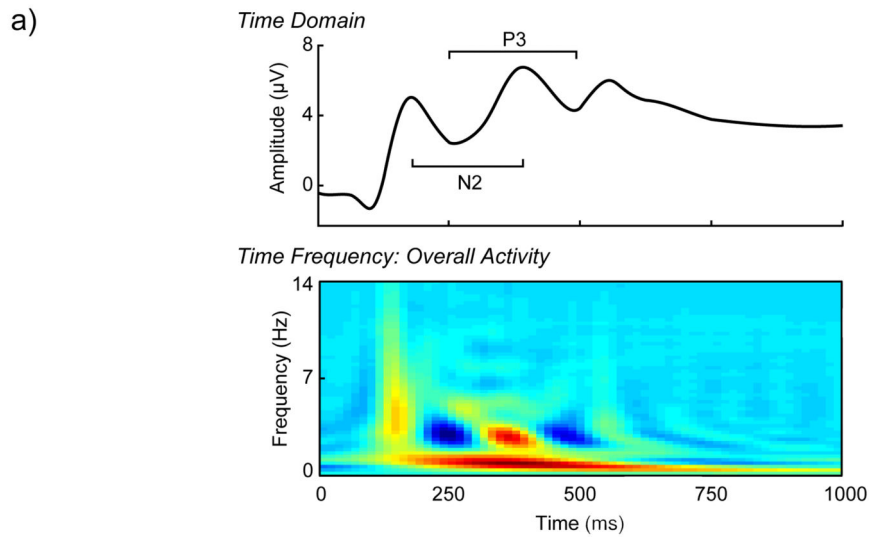 a)
Time Domain
P3
8
4
0
Amplitude (μV)
N2
Time Frequency: Overall Activity
14
7
0
Frequency (Hz)
0 250 500 750 1000
Time (ms)